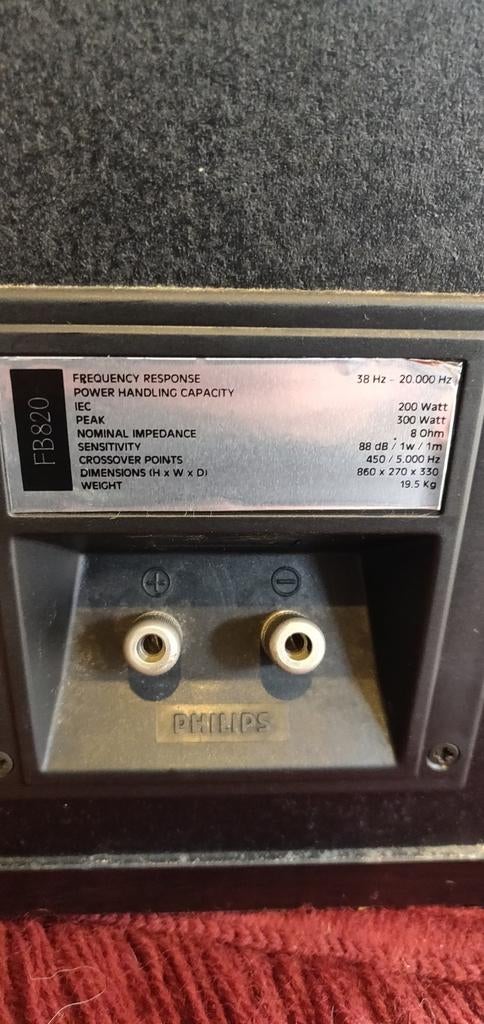 FB820
FREQUENCY RESPONSE 38 Hz - 20.000 Hz
POWER HANDLING CAPACITY
IEC 200 Watt
PEAK 300 Watt
NOMINAL IMPEDANCE 8 Ohm
SENSITIVITY 88 dB / 1w / 1m
CROSSOVER POINTS 450 / 5.000 Hz
DIMENSIONS (H x W x D) 860 x 270 x 330
WEIGHT 19.5 Kg
+ −
PHILIPS